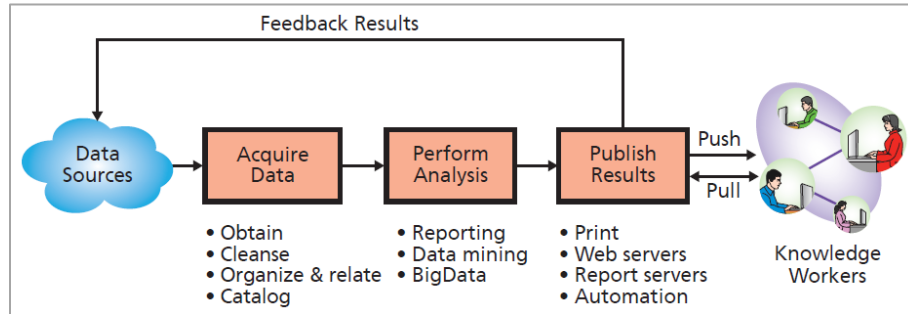 Feedback Results
Data
Sources
Acquire
Data
Perform
Analysis
Publish
Results
Push
Pull
• Obtain
• Cleanse
• Organize & relate
• Catalog
• Reporting
• Data mining
• BigData
• Print
• Web servers
• Report servers
• Automation
Knowledge
Workers